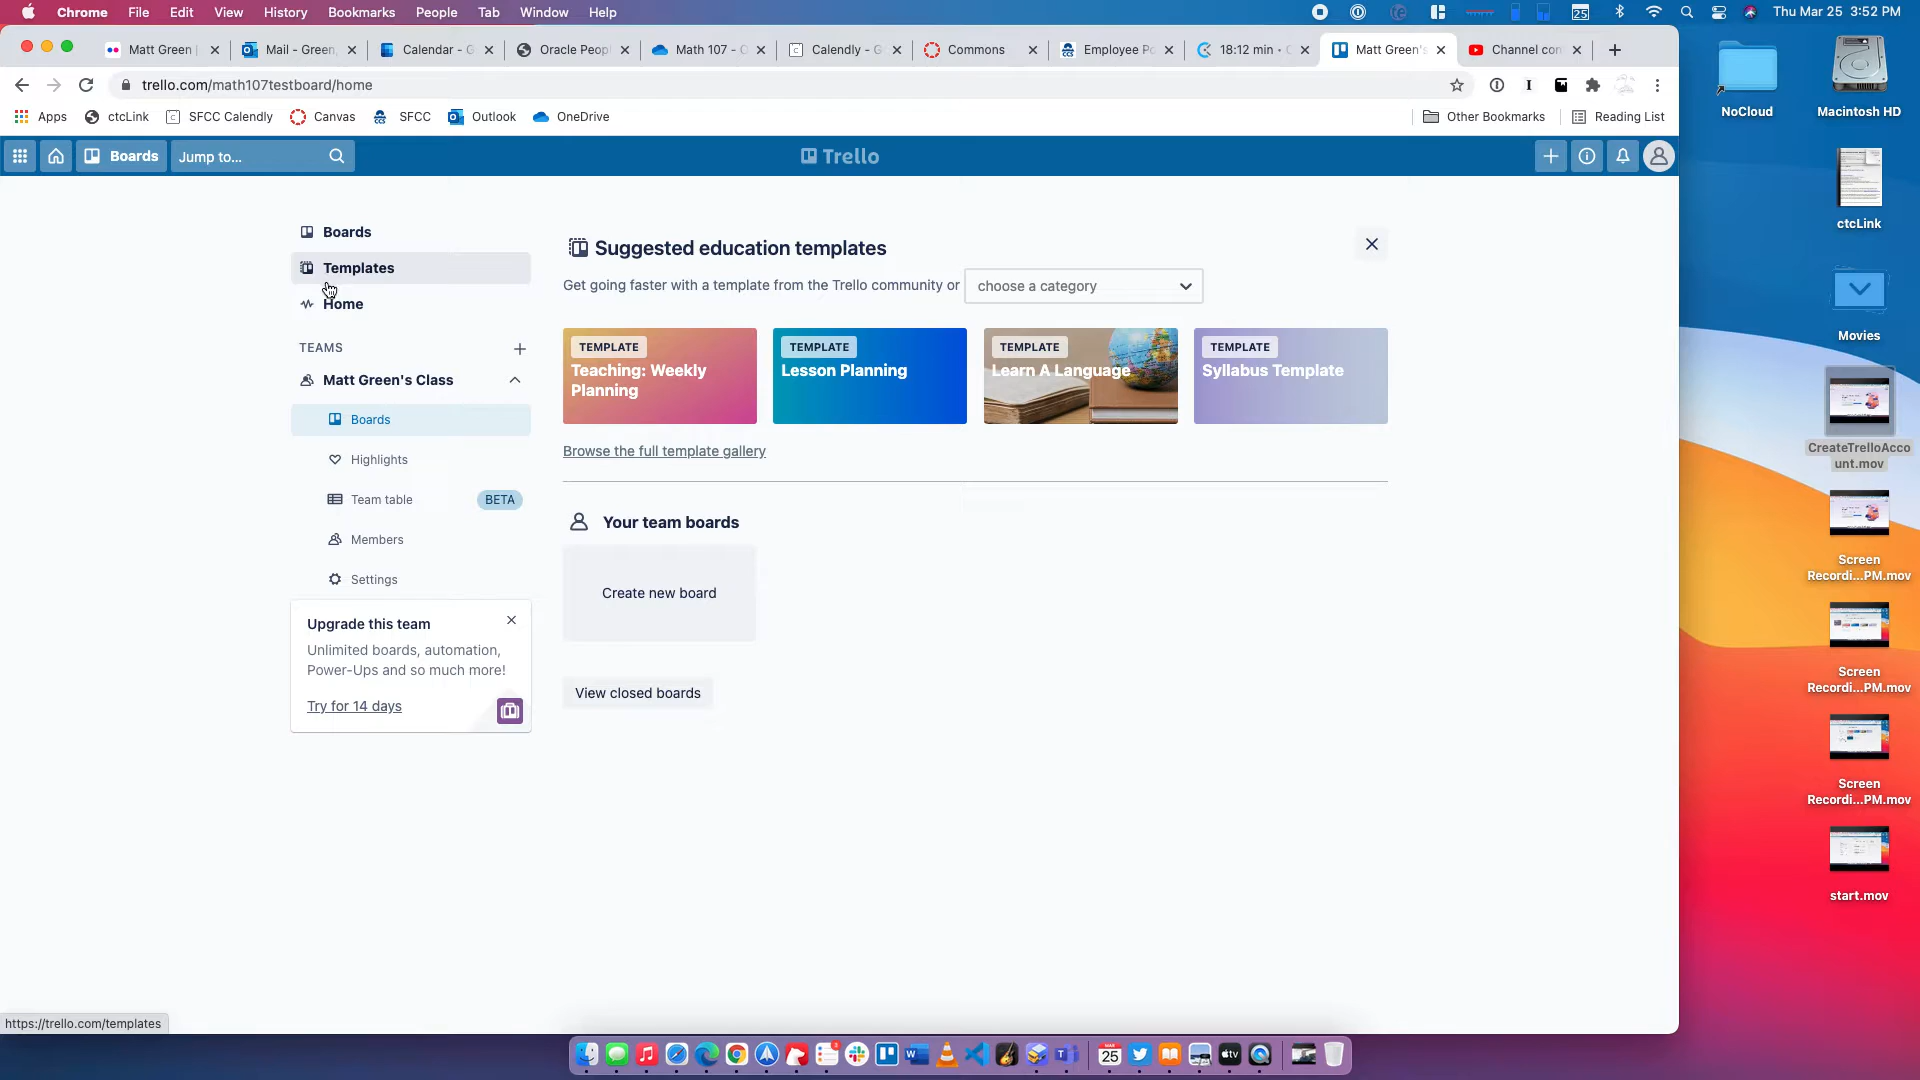 Chrome File Edit View History Bookmarks People Tab Window Help
25 Thu Mar 25 3:52 PM
Matt Green
Mail - Green,
Calendar - G
Oracle Peop
Math 107 - O
Calendly - G
Commons
Employee Po
18:12 min • C
Matt Green's
Channel con
trello.com/math107testboard/home
Apps
ctcLink
SFCC Calendly
Canvas
SFCC
Outlook
OneDrive
Other Bookmarks
Reading List
Boards
Jump to...
Trello
Boards
Templates
Home
TEAMS
Matt Green's Class
Boards
Highlights
Team table BETA
Members
Settings
Upgrade this team
Unlimited boards, automation,
Power-Ups and so much more!
Try for 14 days
Suggested education templates
Get going faster with a template from the Trello community or choose a category
TEMPLATE
Teaching: Weekly
Planning
TEMPLATE
Lesson Planning
TEMPLATE
Learn A Language
TEMPLATE
Syllabus Template
Browse the full template gallery
Your team boards
Create new board
View closed boards
https://trello.com/templates
NoCloud
Macintosh HD
ctcLink
Movies
CreateTrelloAcco
unt.mov
Screen
Recordi...PM.mov
Screen
Recordi...PM.mov
Screen
Recordi...PM.mov
start.mov
MAR
25
tv